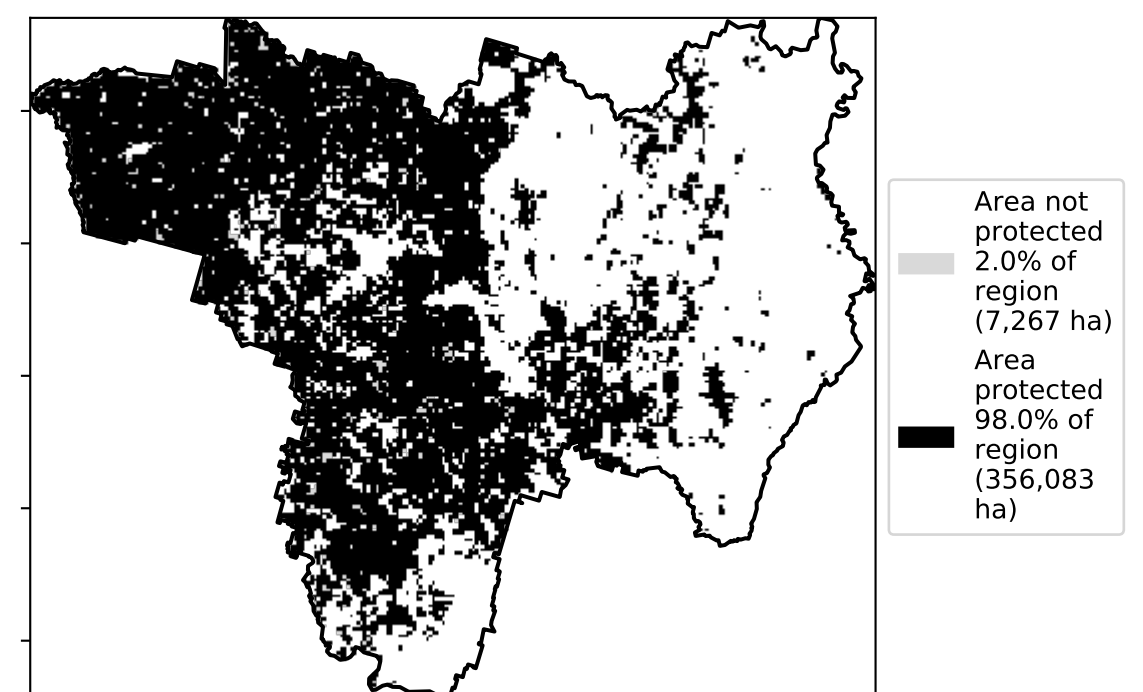 Area not
protected
2.0% of
region
(7,267 ha)
Area
protected
98.0% of
region
(356,083
ha)